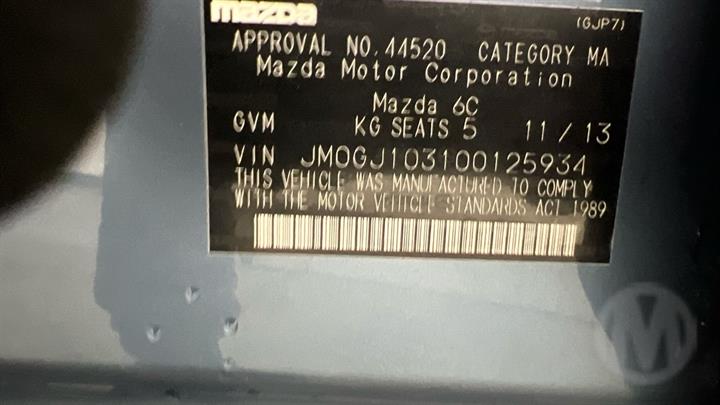 mazda (GJP7)
APPROVAL NO. 44520 CATEGORY MA
Mazda Motor Corporation
Mazda 6C
GVM KG SEATS 5 11/13
VIN JM0GJ103100125934
THIS VEHICLE WAS MANUFACTURED TO COMPLY
WITH THE MOTOR VEHICLE STANDARDS ACT 1989
M